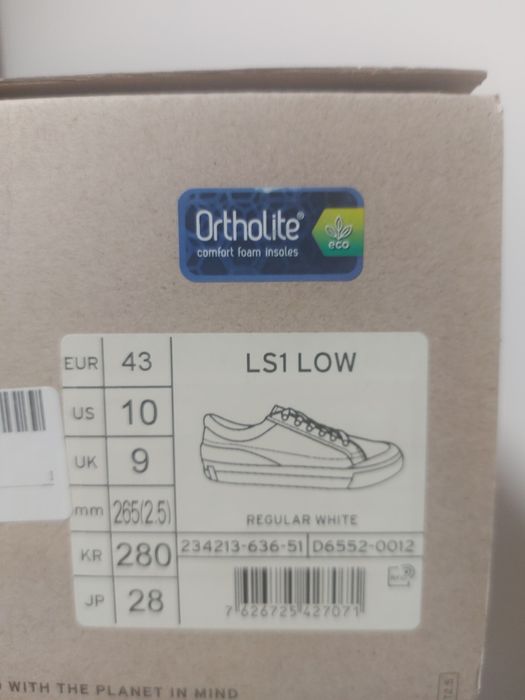 Ortholite®
eco
comfort foam insoles
EUR 43
LS1 LOW
US 10
UK 9
mm 265(2.5)
REGULAR WHITE
KR 280
234213-636-51 D6552-0012
JP 28
7 626725 427071
WITH THE PLANET IN MIND